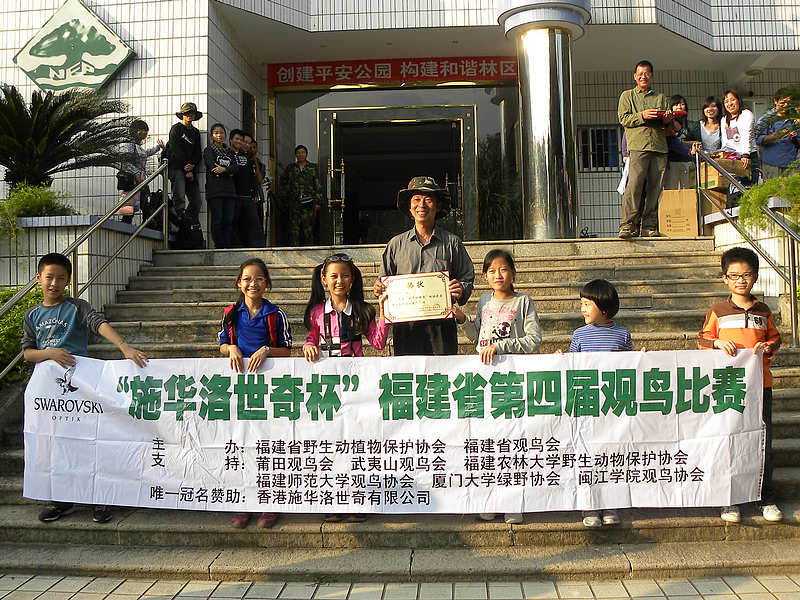 创建平安公园 构建和谐林区
奖状
AMAZONAS
SWAROVSKI
OPTIK
“施华洛世奇杯”福建省第四届观鸟比赛
主 办：福建省野生动植物保护协会 福建省观鸟会
支 持：莆田观鸟会 武夷山观鸟会 福建农林大学野生动物保护协会
福建师范大学观鸟协会 厦门大学绿野协会 闽江学院观鸟协会
唯一冠名赞助：香港施华洛世奇有限公司